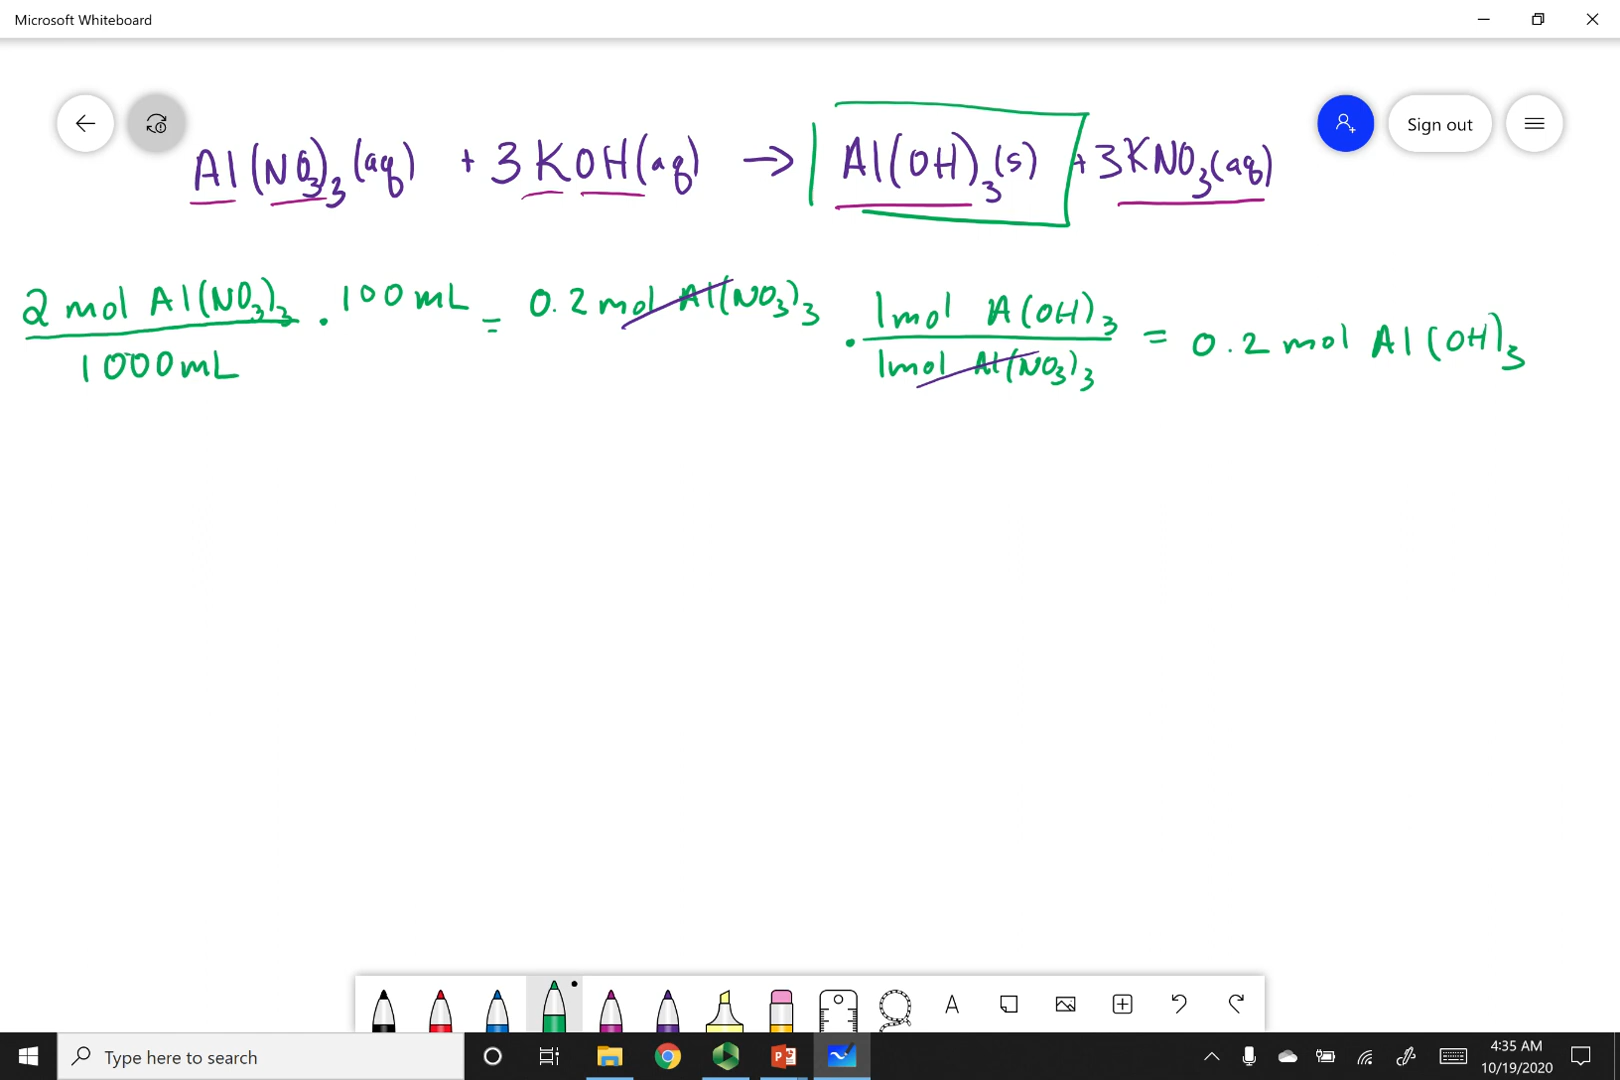 Microsoft Whiteboard
Sign out
Al(NO3)3(aq) + 3KOH(aq) → Al(OH)3(s) + 3KNO3(aq)
2 mol Al(NO3)3 / 1000 mL · 100 mL = 0.2 mol Al(NO3)3 · 1 mol A(OH)3 / 1 mol Al(NO3)3 = 0.2 mol Al(OH)3
A
Type here to search
4:35 AM
10/19/2020